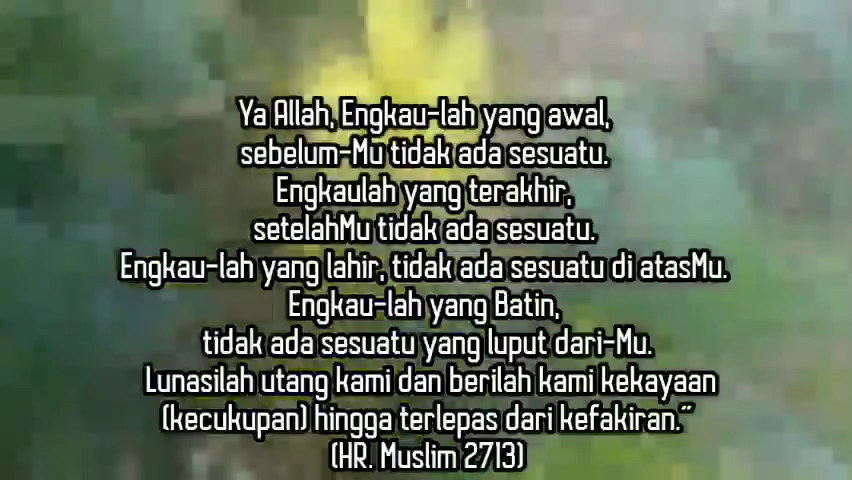 Ya Allah, Engkau-lah yang awal,
sebelum-Mu tidak ada sesuatu.
Engkaulah yang terakhir,
setelahMu tidak ada sesuatu.
Engkau-lah yang lahir, tidak ada sesuatu di atasMu.
Engkau-lah yang Batin,
tidak ada sesuatu yang luput dari-Mu.
Lunasilah utang kami dan berilah kami kekayaan
(kecukupan) hingga terlepas dari kefakiran.”
(HR. Muslim 2713)